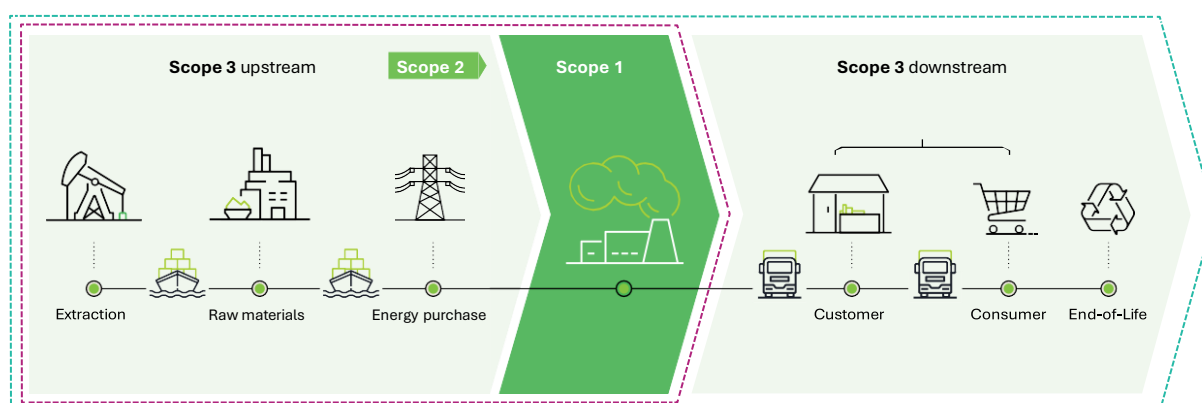 Scope 3 upstream
Scope 2
Scope 1
Scope 3 downstream
Extraction
Raw materials
Energy purchase
Customer
Consumer
End-of-Life